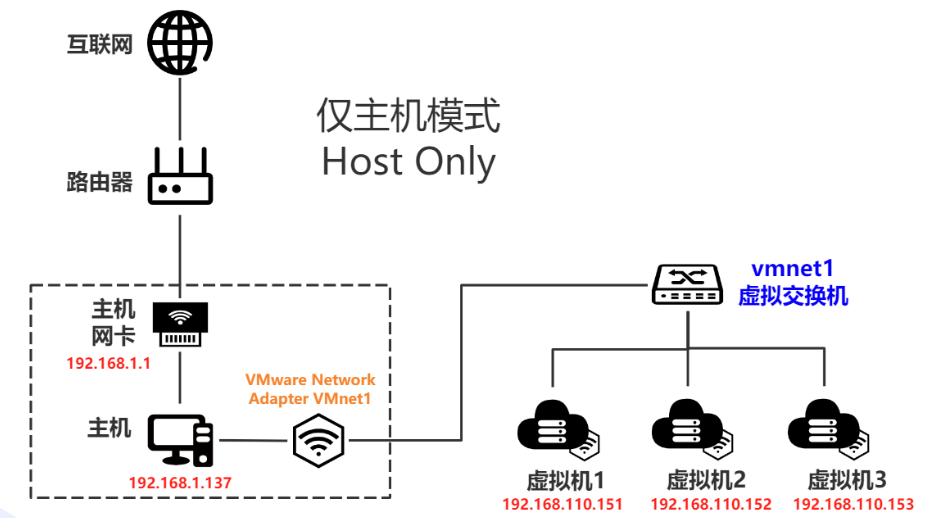 互联网
仅主机模式
Host Only
路由器
vmnet1
虚拟交换机
主机
网卡
192.168.1.1
VMware Network
Adapter VMnet1
主机
192.168.1.137
虚拟机1
192.168.110.151
虚拟机2
192.168.110.152
虚拟机3
192.168.110.153